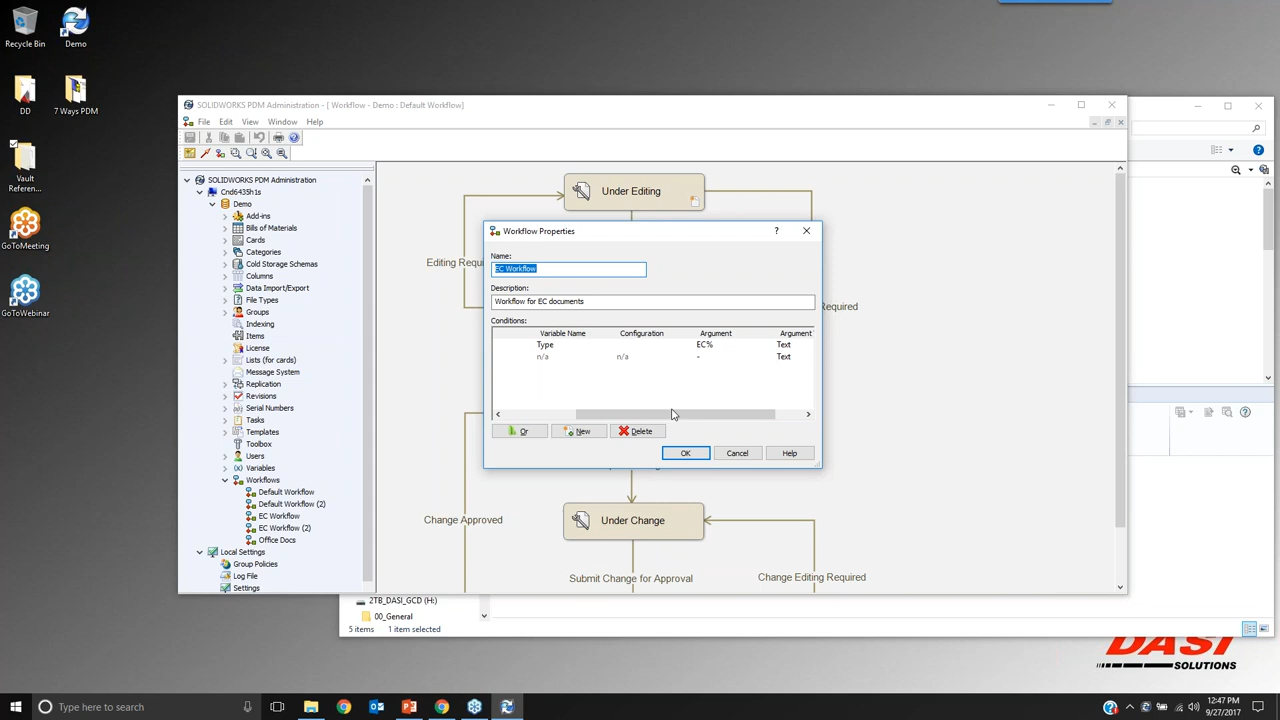 Recycle Bin
Demo
DD
7 Ways PDM
Vault
Referen...
GoToMeeting
GoToWebinar
SOLIDWORKS PDM Administration - [ Workflow - Demo : Default Workflow]
File Edit View Window Help
SOLIDWORKS PDM Administration
Cnd6435h1s
Demo
Add-ins
Bills of Materials
Cards
Categories
Cold Storage Schemas
Columns
Data Import/Export
File Types
Groups
Indexing
Items
License
Lists (for cards)
Message System
Replication
Revisions
Serial Numbers
Tasks
Templates
Toolbox
Users
Variables
Workflows
Default Workflow
Default Workflow (2)
EC Workflow
EC Workflow (2)
Office Docs
Local Settings
Group Policies
Log File
Settings
Under Editing
Editing Requ
Required
Change Approved
Under Change
Submit Change for Approval
Change Editing Required
Workflow Properties
Name:
EC Workflow
Description:
Workflow for EC documents
Conditions:
Variable Name Configuration Argument Argument
Type EC% Text
n/a n/a - Text
Or New Delete
OK Cancel Help
2TB_DASI_GCD (H:)
00_General
5 items 1 item selected
DASI
SOLUTIONS
Type here to search
12:47 PM
9/27/2017